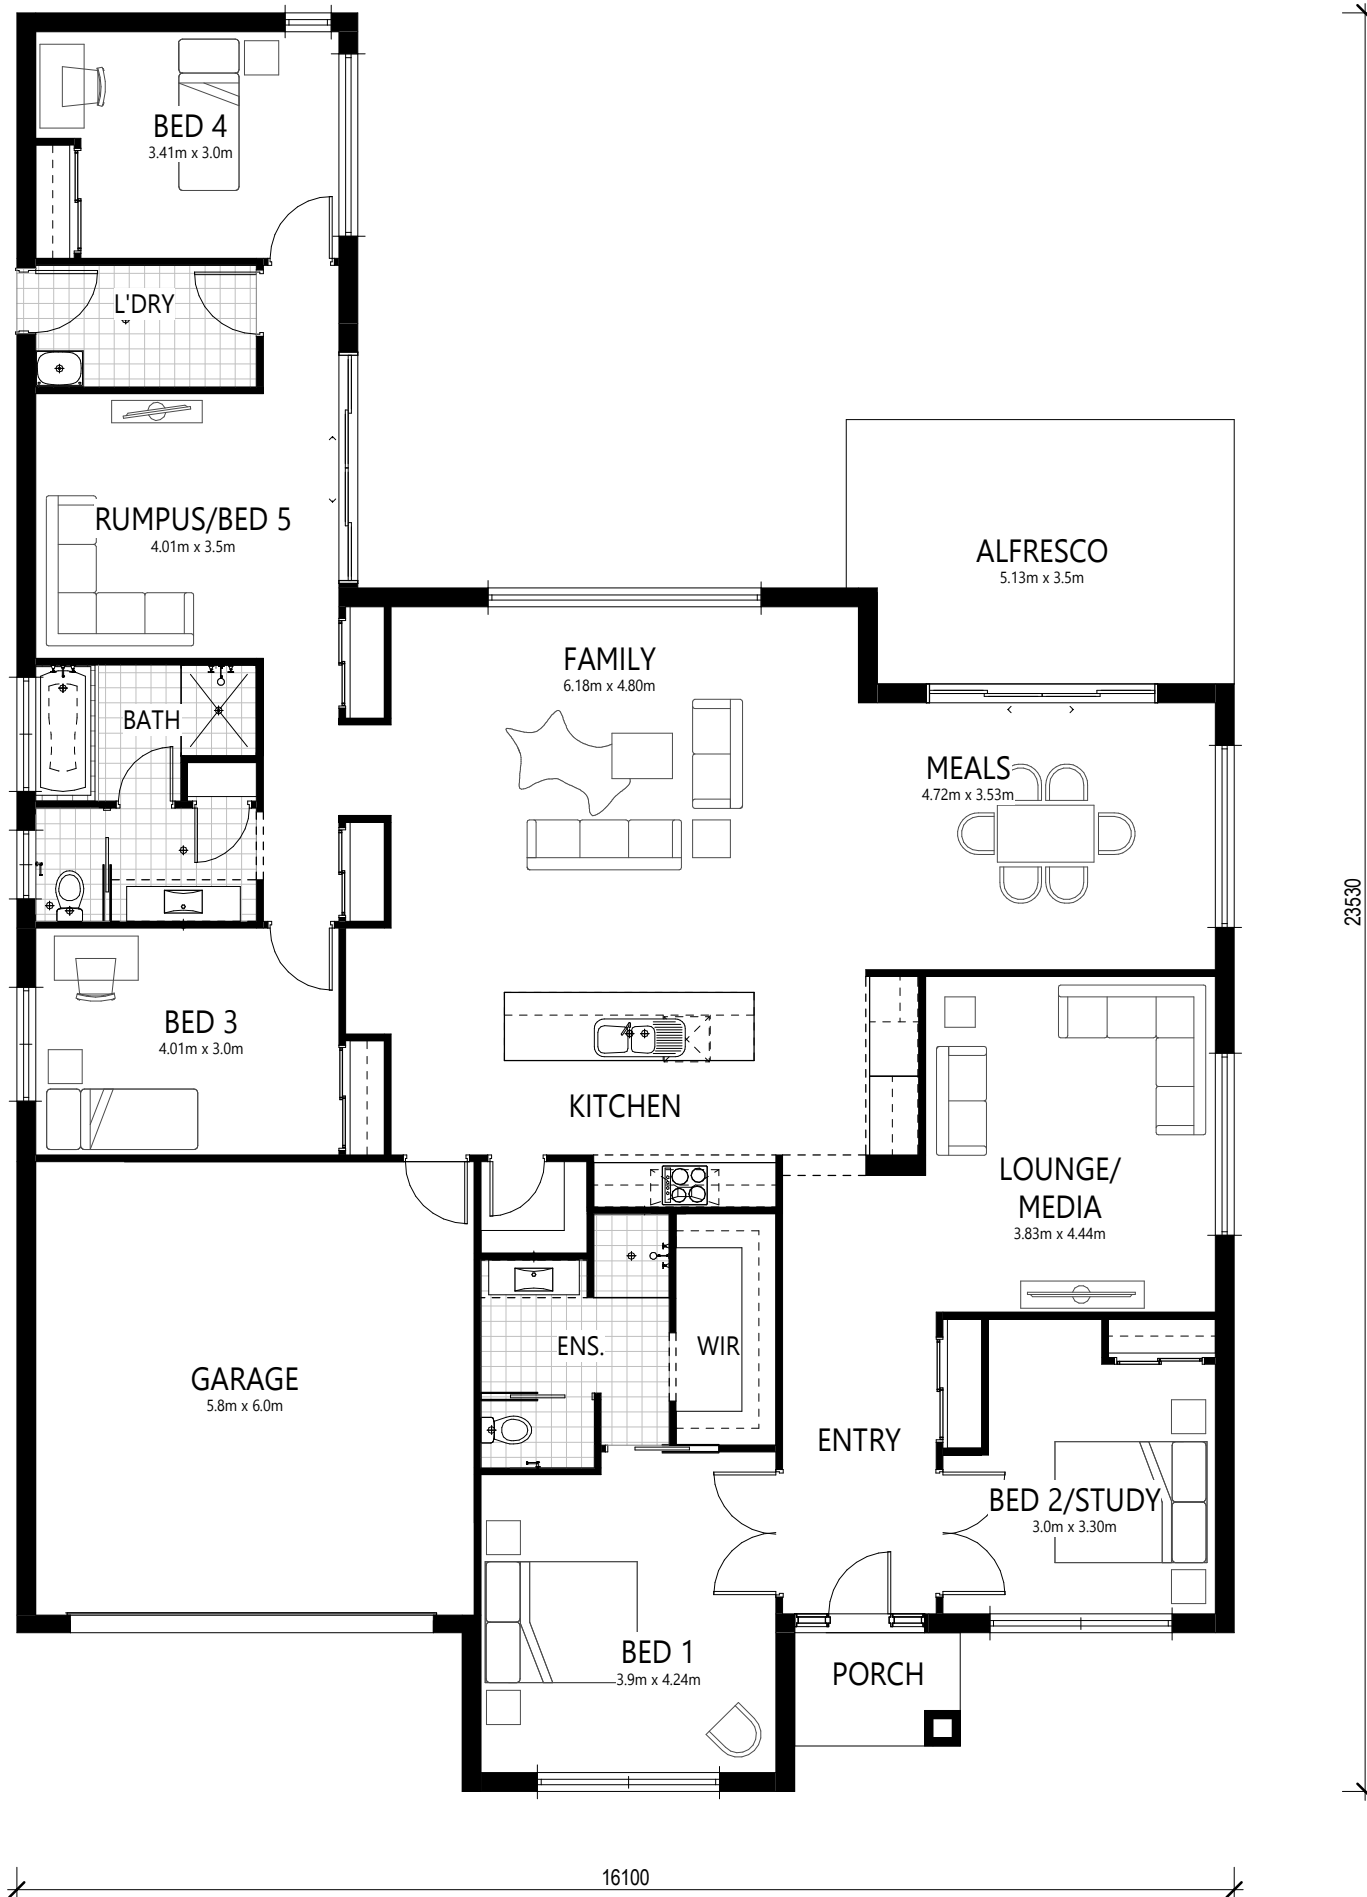 BED 4
3.41m x 3.0m
L'DRY
RUMPUS/BED 5
4.01m x 3.5m
ALFRESCO
5.13m x 3.5m
FAMILY
6.18m x 4.80m
BATH
MEALS
4.72m x 3.53m
23530
BED 3
4.01m x 3.0m
KITCHEN
LOUNGE/
MEDIA
3.83m x 4.44m
GARAGE
5.8m x 6.0m
ENS.
WIR
ENTRY
BED 2/STUDY
3.0m x 3.30m
BED 1
3.9m x 4.24m
PORCH
16100